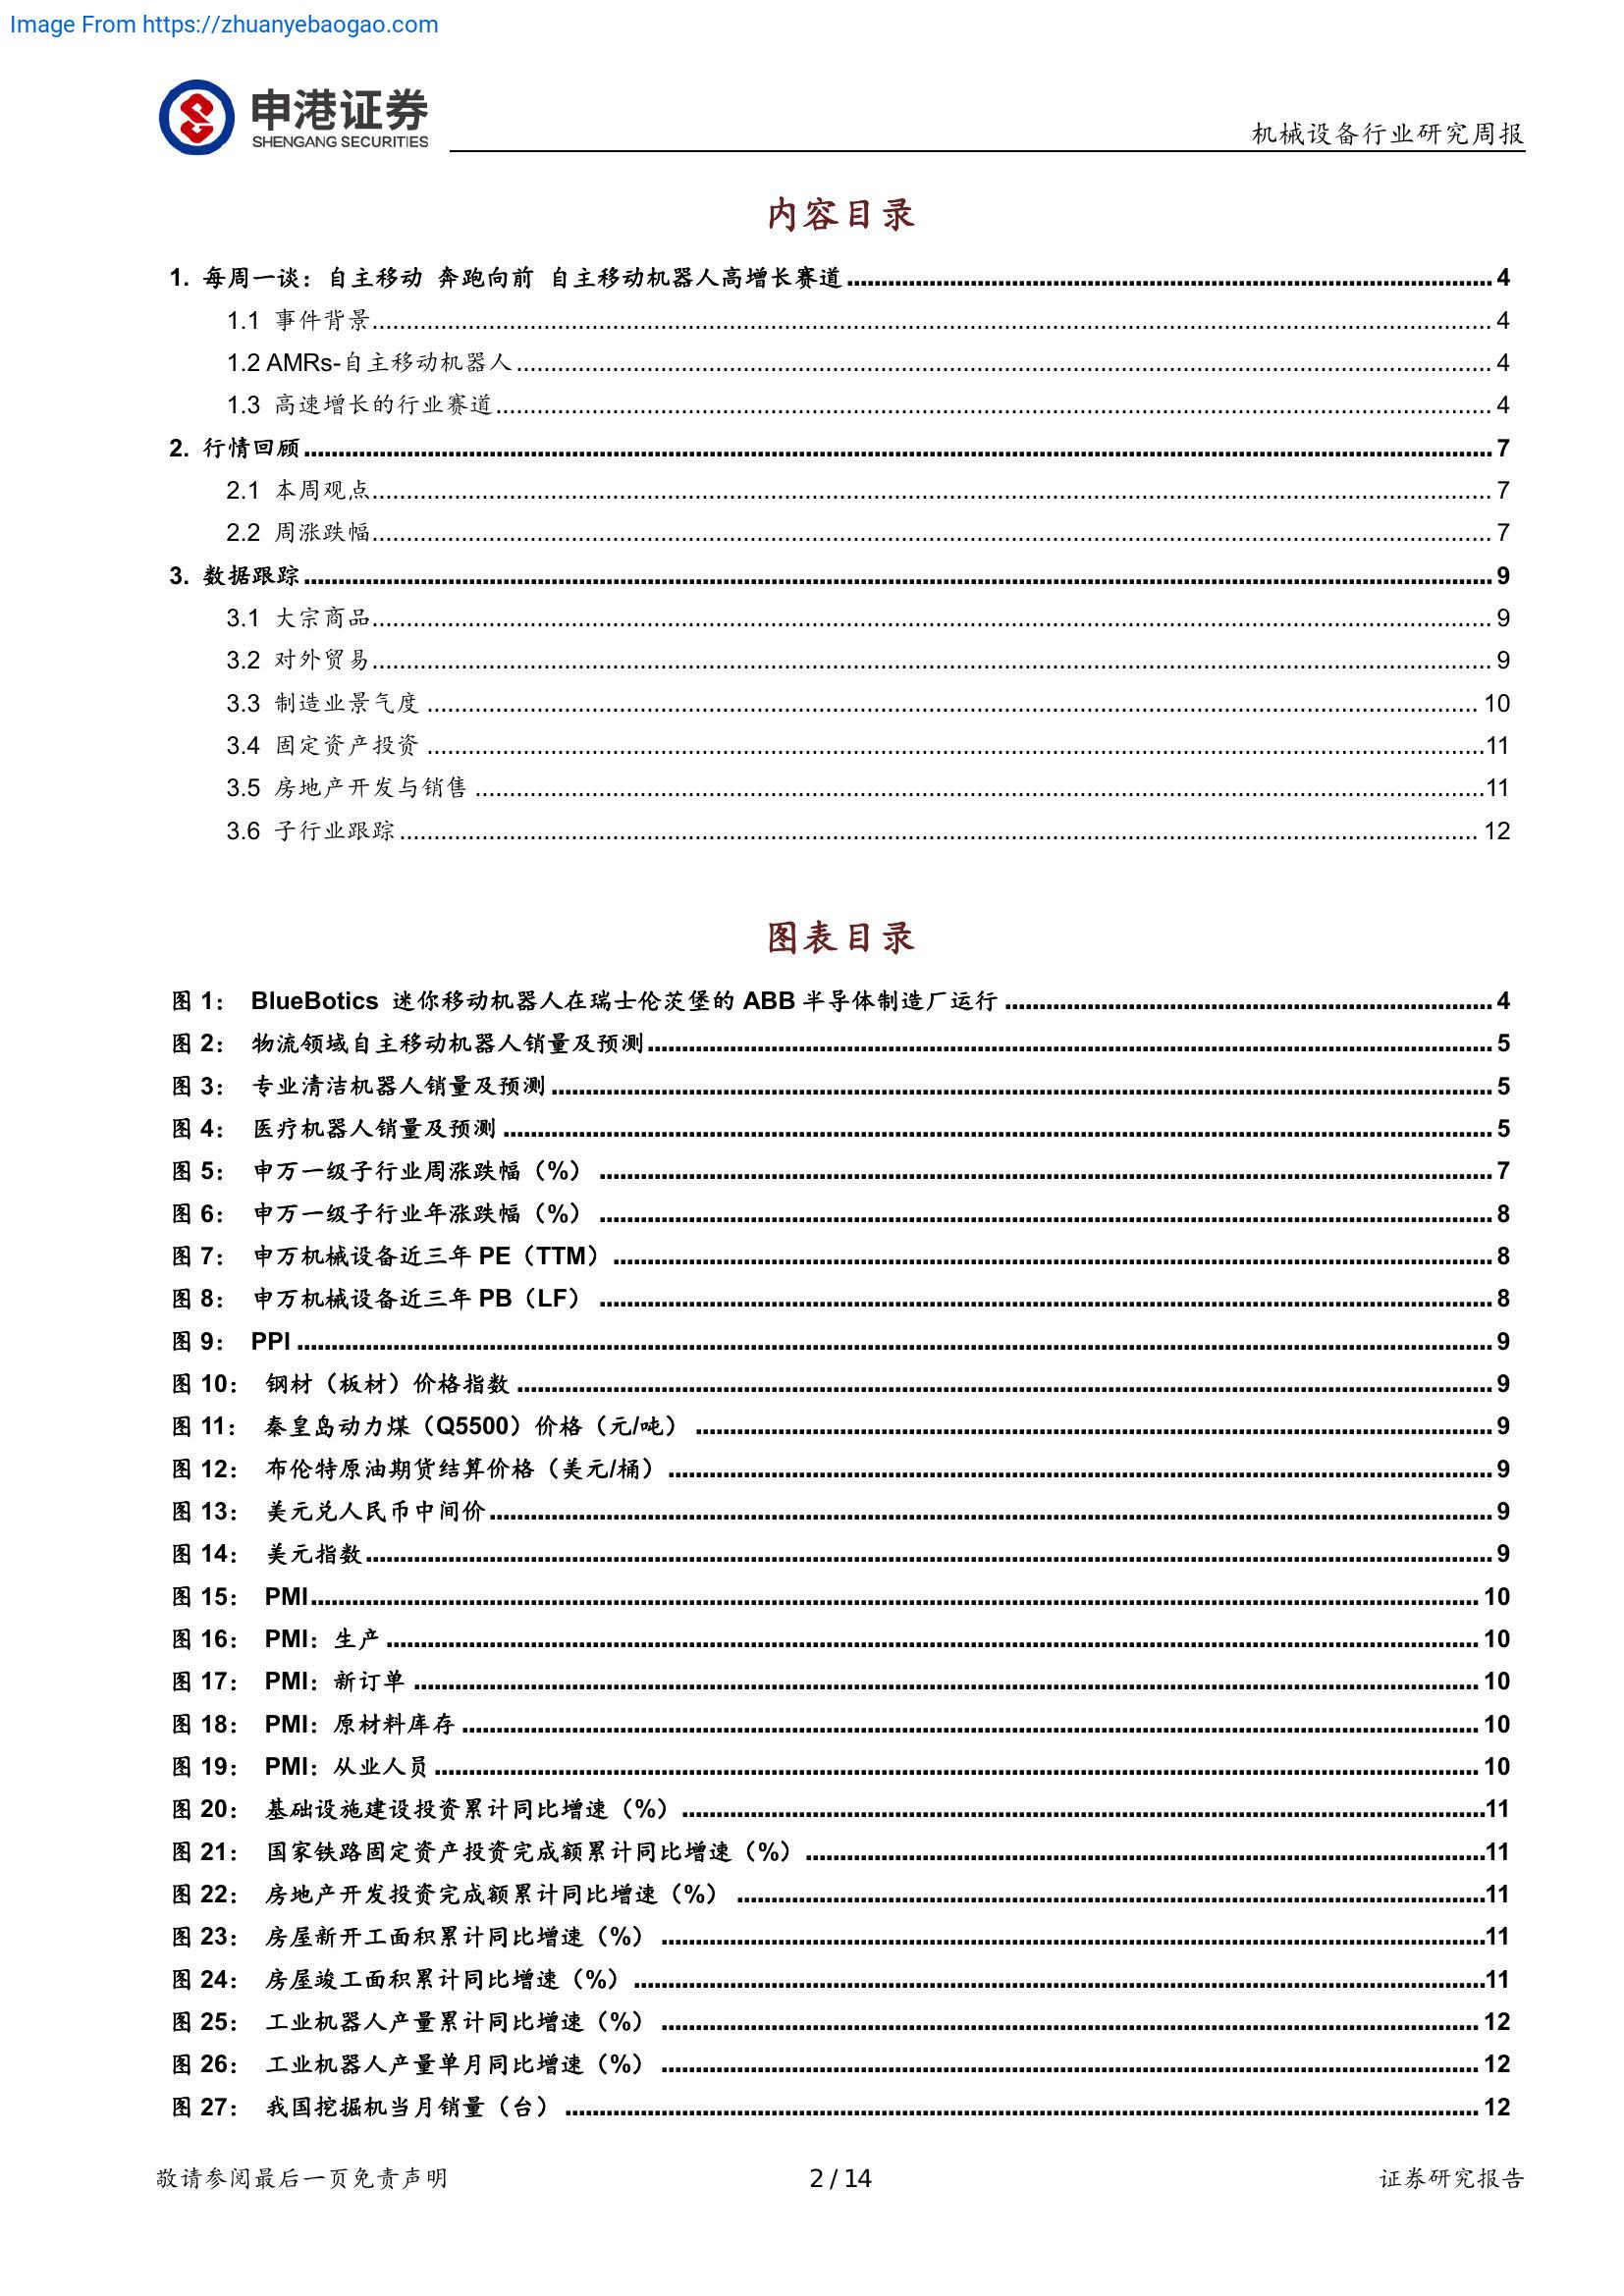 Image From https://zhuanyebaogao.com
申港证券
SHENGANG SECURITIES
机械设备行业研究周报
内容目录
1. 每周一谈：自主移动 奔跑向前 自主移动机器人高增长赛道 4
1.1 事件背景 4
1.2 AMRs-自主移动机器人 4
1.3 高速增长的行业赛道 4
2. 行情回顾 7
2.1 本周观点 7
2.2 周涨跌幅 7
3. 数据跟踪 9
3.1 大宗商品 9
3.2 对外贸易 9
3.3 制造业景气度 10
3.4 固定资产投资 11
3.5 房地产开发与销售 11
3.6 子行业跟踪 12
图表目录
图 1： BlueBotics 迷你移动机器人在瑞士伦茨堡的 ABB 半导体制造厂运行 4
图 2： 物流领域自主移动机器人销量及预测 5
图 3： 专业清洁机器人销量及预测 5
图 4： 医疗机器人销量及预测 5
图 5： 申万一级子行业周涨跌幅（%） 7
图 6： 申万一级子行业年涨跌幅（%） 8
图 7： 申万机械设备近三年 PE（TTM） 8
图 8： 申万机械设备近三年 PB（LF） 8
图 9： PPI 9
图 10： 钢材（板材）价格指数 9
图 11： 秦皇岛动力煤（Q5500）价格（元/吨） 9
图 12： 布伦特原油期货结算价格（美元/桶） 9
图 13： 美元兑人民币中间价 9
图 14： 美元指数 9
图 15： PMI 10
图 16： PMI：生产 10
图 17： PMI：新订单 10
图 18： PMI：原材料库存 10
图 19： PMI：从业人员 10
图 20： 基础设施建设投资累计同比增速（%） 11
图 21： 国家铁路固定资产投资完成额累计同比增速（%） 11
图 22： 房地产开发投资完成额累计同比增速（%） 11
图 23： 房屋新开工面积累计同比增速（%） 11
图 24： 房屋竣工面积累计同比增速（%） 11
图 25： 工业机器人产量累计同比增速（%） 12
图 26： 工业机器人产量单月同比增速（%） 12
图 27： 我国挖掘机当月销量（台） 12
敬请参阅最后一页免责声明
2 / 14
证券研究报告